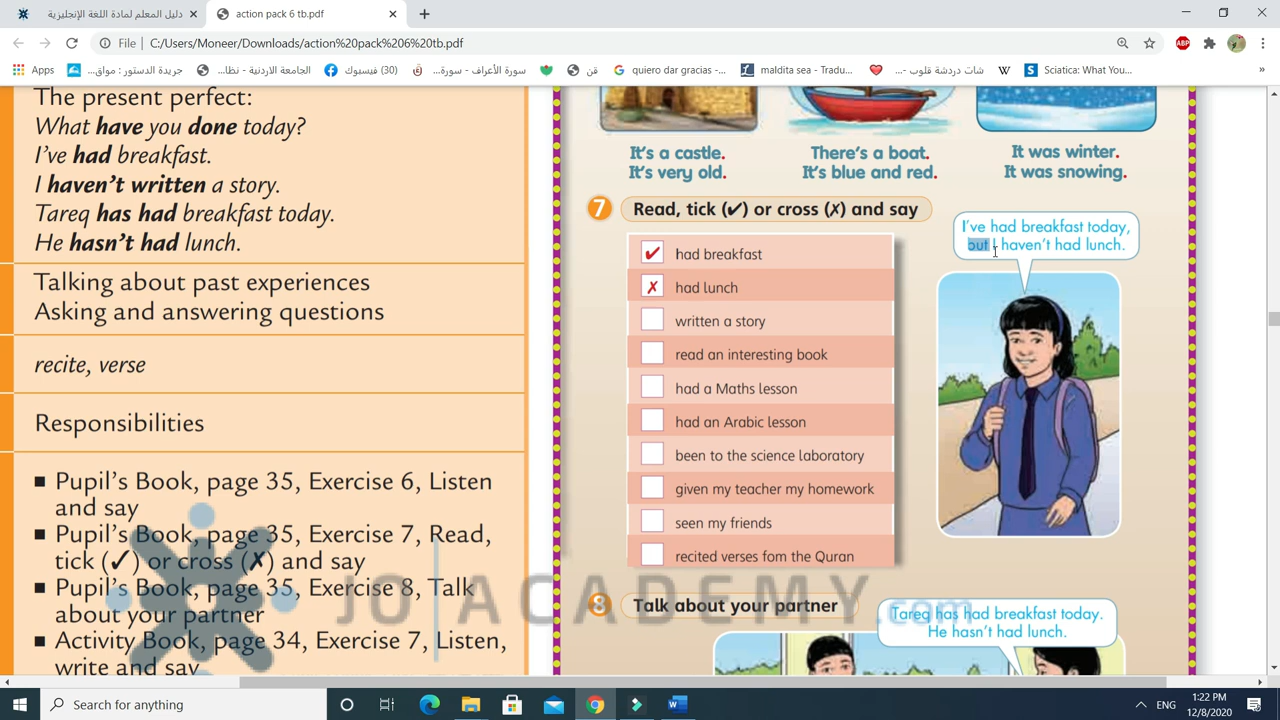 دليل المعلم لمادة اللغة الإنجليزية
action pack 6 tb.pdf
File
C:/Users/Moneer/Downloads/action%20pack%206%20tb.pdf
ABP
Apps
جريدة الدستور : مواق...
الجامعة الاردنية - نظا...
(30) فيسبوك
سورة الأعراف - سورة...
قن
quiero dar gracias -...
maldita sea - Tradu...
شات دردشة قلوب -...
Sciatica: What You...
»
The present perfect:
What have you done today?
I've had breakfast.
I haven't written a story.
Tareq has had breakfast today.
He hasn't had lunch.
Talking about past experiences
Asking and answering questions
recite, verse
Responsibilities
■ Pupil's Book, page 35, Exercise 6, Listen
and say
■ Pupil's Book, page 35, Exercise 7, Read,
tick (✓) or cross (✗) and say
■ Pupil's Book, page 35, Exercise 8, Talk
about your partner
■ Activity Book, page 34, Exercise 7, Listen,
write and say
It's a castle.
It's very old.
There's a boat.
It's blue and red.
It was winter.
It was snowing.
7 Read, tick (✓) or cross (✗) and say
✓ had breakfast
✗ had lunch
written a story
read an interesting book
had a Maths lesson
had an Arabic lesson
been to the science laboratory
given my teacher my homework
seen my friends
recited verses fom the Quran
I've had breakfast today,
but I haven't had lunch.
8 Talk about your partner
Tareq has had breakfast today.
He hasn't had lunch.
JO ACADEMY.com
Search for anything
ENG
1:22 PM
12/8/2020